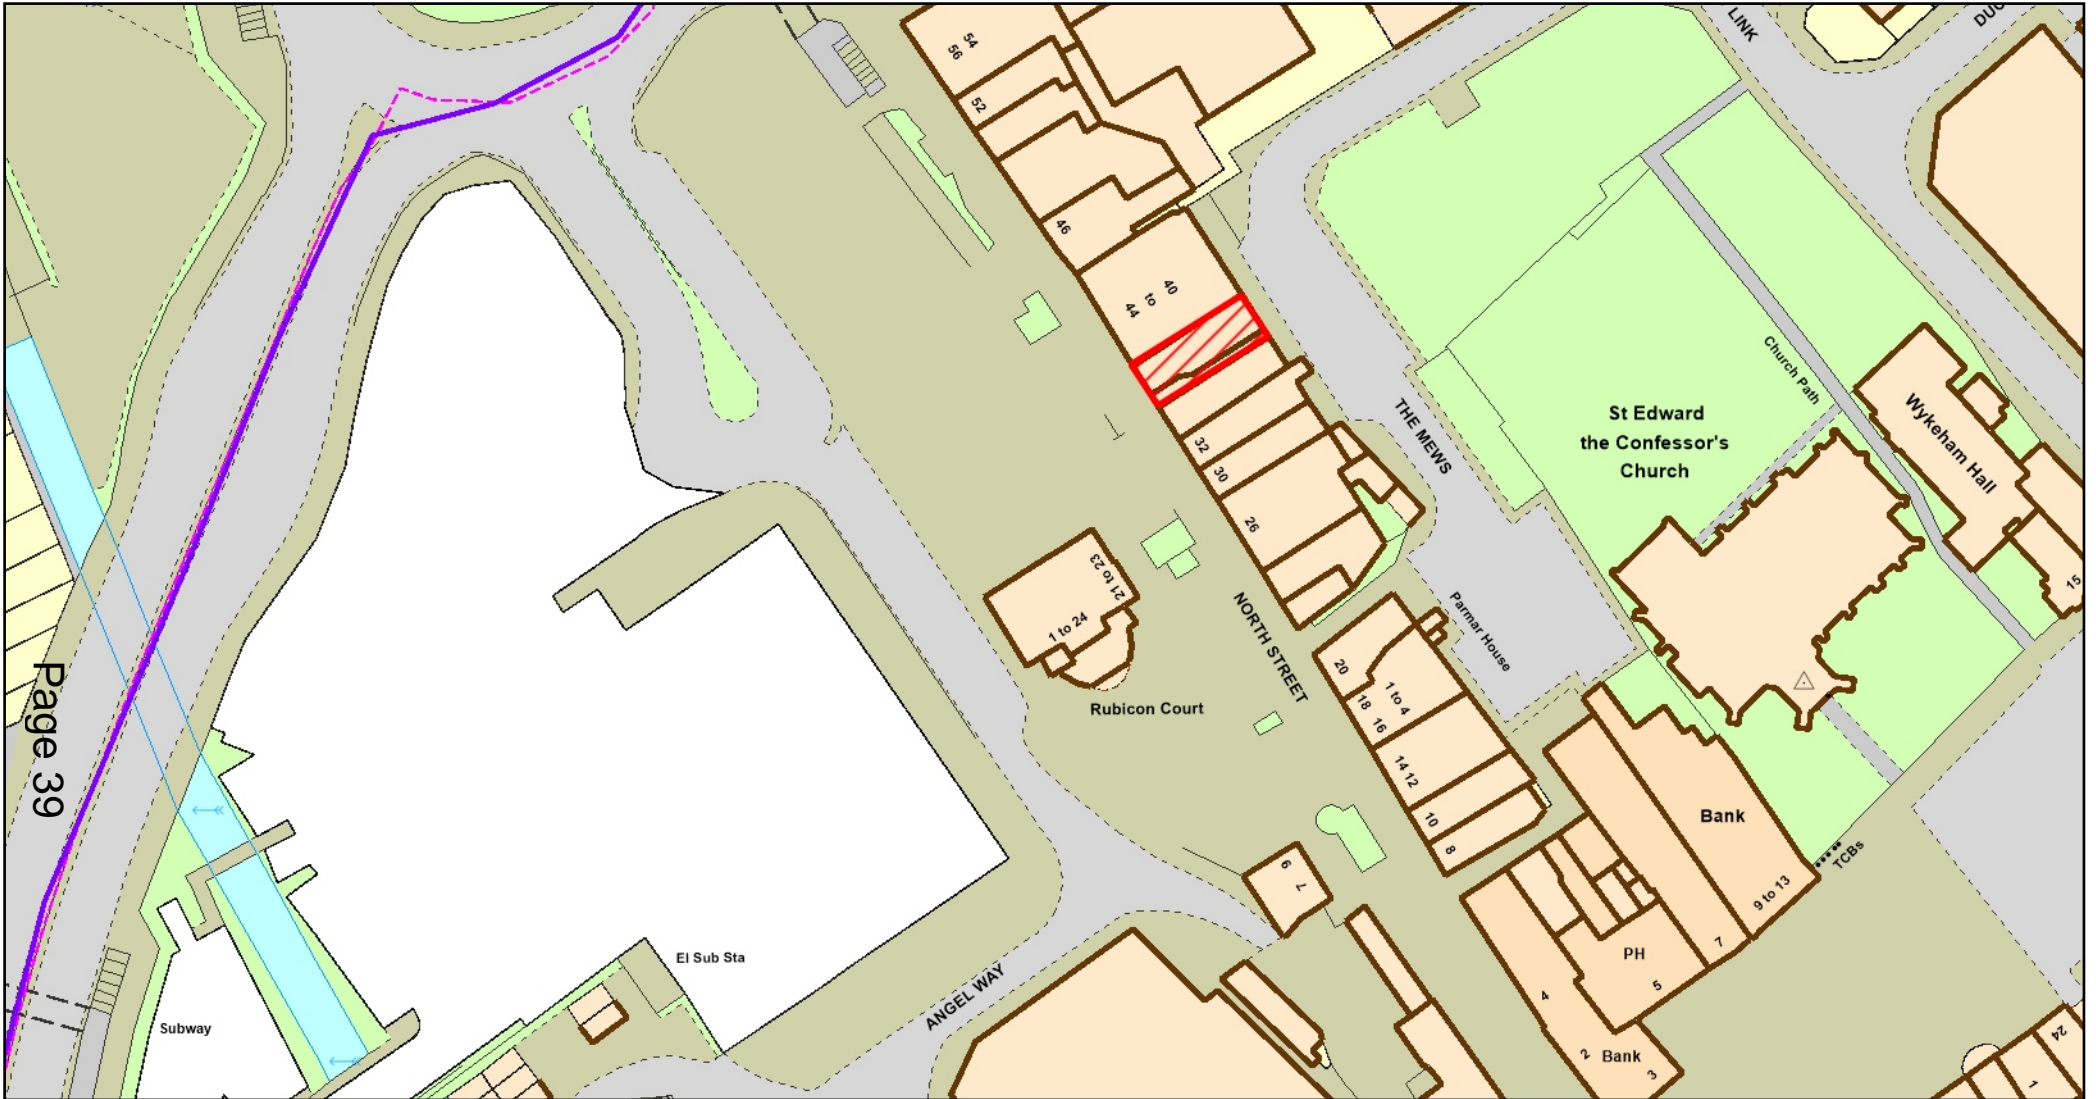 LINK
54
56
52
46
44 to 40
Church Path
St Edward
the Confessor's
Church
Wykeham Hall
15
THE MEWS
32
30
26
21 to 23
1 to 24
Rubicon Court
NORTH STREET
Parmar House
20
1 to 4
18
16
14 12
10
8
Page 39
Bank
TCBs
9 to 13
7
6
7
PH
5
4
El Sub Sta
ANGEL WAY
Subway
2
Bank
3
24
1